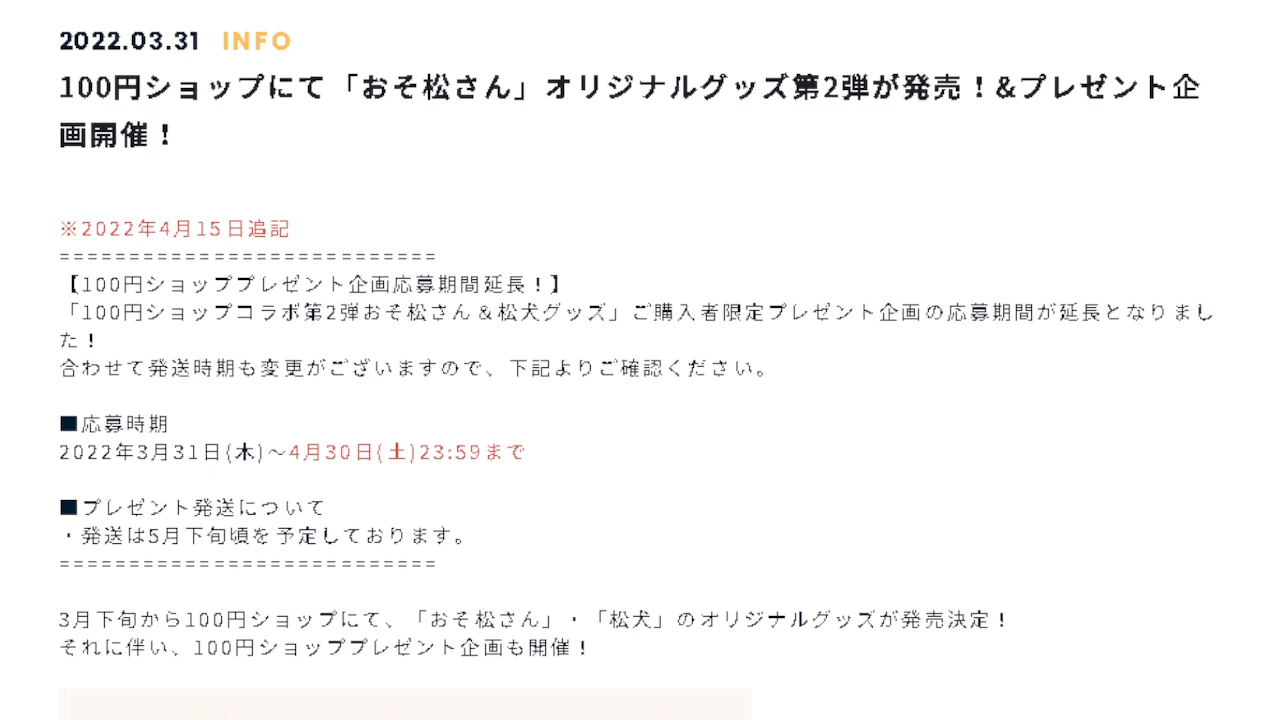 2022.03.31 INFO
100円ショップにて「おそ松さん」オリジナルグッズ第2弾が発売！&プレゼント企
画開催！
※2022年4月15日追記
===========================
【100円ショッププレゼント企画応募期間延長！】
「100円ショップコラボ第2弾おそ松さん＆松犬グッズ」ご購入者限定プレゼント企画の応募期間が延長となりまし
た！
合わせて発送時期も変更がございますので、下記よりご確認ください。
■応募時期
2022年3月31日(木)～4月30日(土)23:59まで
■プレゼント発送について
・発送は5月下旬頃を予定しております。
===========================
3月下旬から100円ショップにて、「おそ松さん」・「松犬」のオリジナルグッズが発売決定！
それに伴い、100円ショッププレゼント企画も開催！